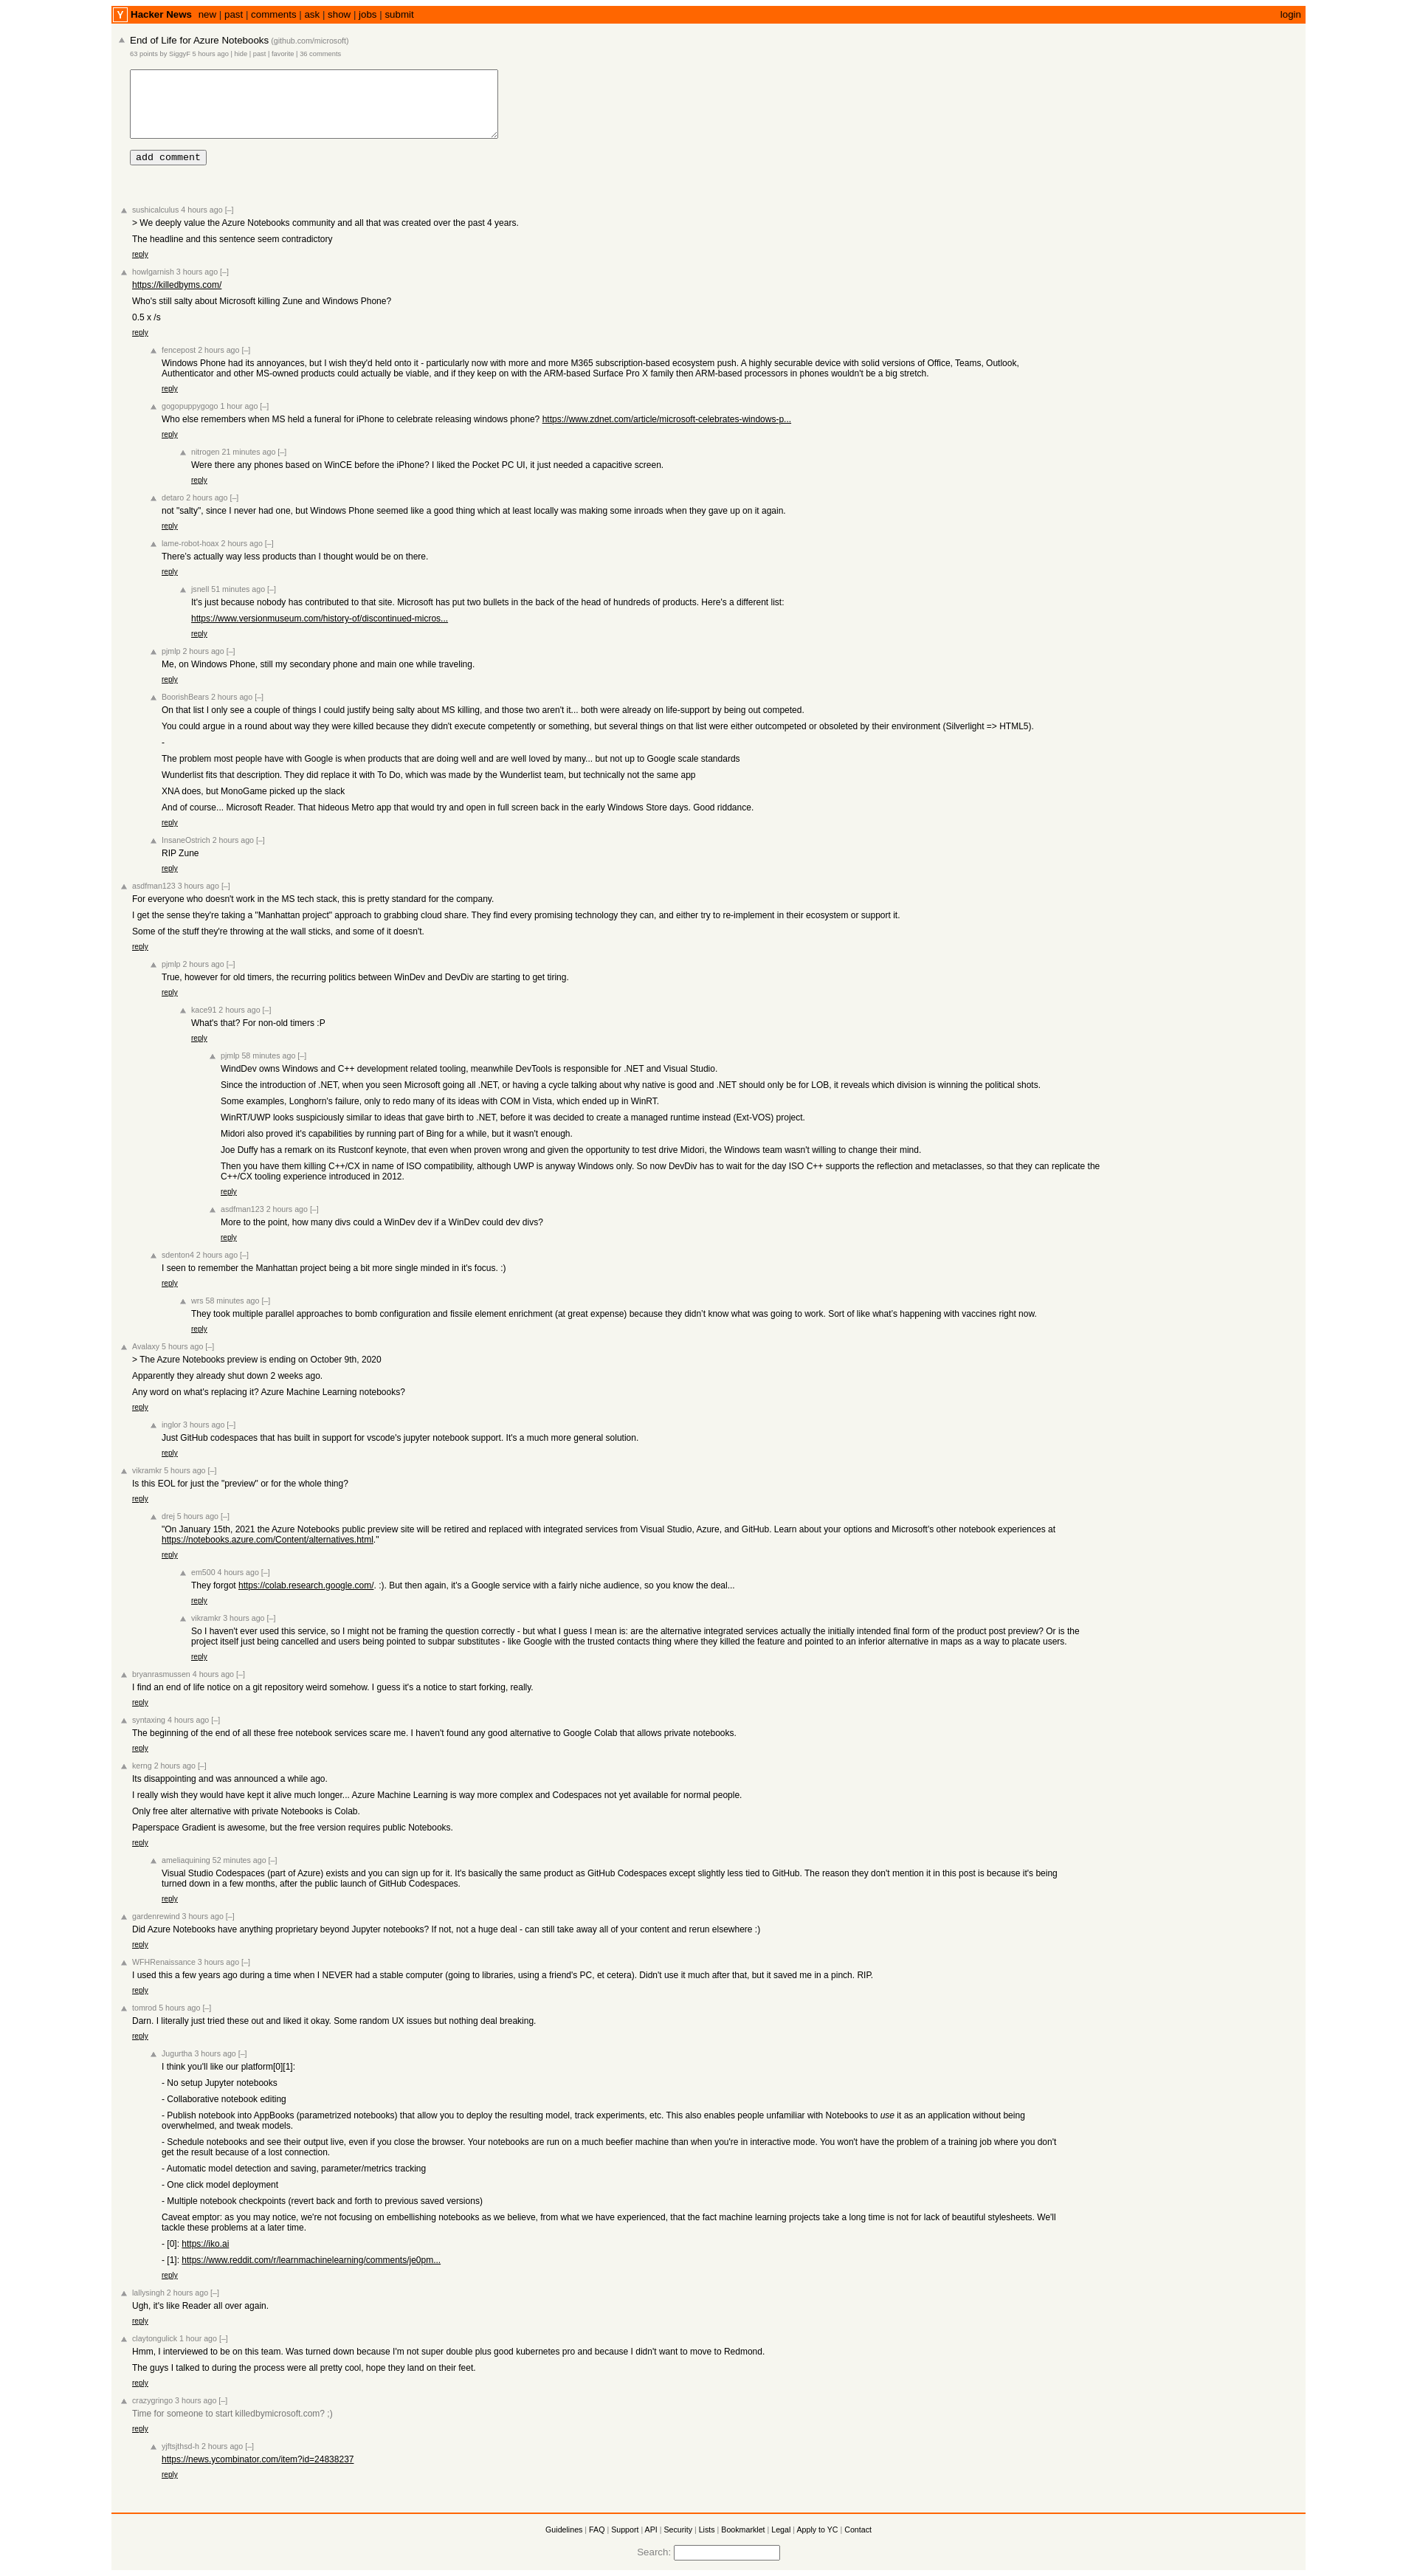 Y Hacker News new | past | comments | ask | show | jobs | submit login
End of Life for Azure Notebooks (github.com/microsoft)
63 points by SiggyF 5 hours ago | hide | past | favorite | 36 comments
add comment
sushicalculus 4 hours ago [–]
> We deeply value the Azure Notebooks community and all that was created over the past 4 years.
The headline and this sentence seem contradictory
reply
howlgarnish 3 hours ago [–]
https://killedbyms.com/
Who's still salty about Microsoft killing Zune and Windows Phone?
0.5 x /s
reply
fencepost 2 hours ago [–]
Windows Phone had its annoyances, but I wish they'd held onto it - particularly now with more and more M365 subscription-based ecosystem push. A highly securable device with solid versions of Office, Teams, Outlook,
Authenticator and other MS-owned products could actually be viable, and if they keep on with the ARM-based Surface Pro X family then ARM-based processors in phones wouldn't be a big stretch.
reply
gogopuppygogo 1 hour ago [–]
Who else remembers when MS held a funeral for iPhone to celebrate releasing windows phone? https://www.zdnet.com/article/microsoft-celebrates-windows-p...
reply
nitrogen 21 minutes ago [–]
Were there any phones based on WinCE before the iPhone? I liked the Pocket PC UI, it just needed a capacitive screen.
reply
detaro 2 hours ago [–]
not "salty", since I never had one, but Windows Phone seemed like a good thing which at least locally was making some inroads when they gave up on it again.
reply
lame-robot-hoax 2 hours ago [–]
There's actually way less products than I thought would be on there.
reply
jsnell 51 minutes ago [–]
It's just because nobody has contributed to that site. Microsoft has put two bullets in the back of the head of hundreds of products. Here's a different list:
https://www.versionmuseum.com/history-of/discontinued-micros...
reply
pjmlp 2 hours ago [–]
Me, on Windows Phone, still my secondary phone and main one while traveling.
reply
BoorishBears 2 hours ago [–]
On that list I only see a couple of things I could justify being salty about MS killing, and those two aren't it... both were already on life-support by being out competed.
You could argue in a round about way they were killed because they didn't execute competently or something, but several things on that list were either outcompeted or obsoleted by their environment (Silverlight => HTML5).
-
The problem most people have with Google is when products that are doing well and are well loved by many... but not up to Google scale standards
Wunderlist fits that description. They did replace it with To Do, which was made by the Wunderlist team, but technically not the same app
XNA does, but MonoGame picked up the slack
And of course... Microsoft Reader. That hideous Metro app that would try and open in full screen back in the early Windows Store days. Good riddance.
reply
InsaneOstrich 2 hours ago [–]
RIP Zune
reply
asdfman123 3 hours ago [–]
For everyone who doesn't work in the MS tech stack, this is pretty standard for the company.
I get the sense they're taking a "Manhattan project" approach to grabbing cloud share. They find every promising technology they can, and either try to re-implement in their ecosystem or support it.
Some of the stuff they're throwing at the wall sticks, and some of it doesn't.
reply
pjmlp 2 hours ago [–]
True, however for old timers, the recurring politics between WinDev and DevDiv are starting to get tiring.
reply
kace91 2 hours ago [–]
What's that? For non-old timers :P
reply
pjmlp 58 minutes ago [–]
WindDev owns Windows and C++ development related tooling, meanwhile DevTools is responsible for .NET and Visual Studio.
Since the introduction of .NET, when you seen Microsoft going all .NET, or having a cycle talking about why native is good and .NET should only be for LOB, it reveals which division is winning the political shots.
Some examples, Longhorn's failure, only to redo many of its ideas with COM in Vista, which ended up in WinRT.
WinRT/UWP looks suspiciously similar to ideas that gave birth to .NET, before it was decided to create a managed runtime instead (Ext-VOS) project.
Midori also proved it's capabilities by running part of Bing for a while, but it wasn't enough.
Joe Duffy has a remark on its Rustconf keynote, that even when proven wrong and given the opportunity to test drive Midori, the Windows team wasn't willing to change their mind.
Then you have them killing C++/CX in name of ISO compatibility, although UWP is anyway Windows only. So now DevDiv has to wait for the day ISO C++ supports the reflection and metaclasses, so that they can replicate the
C++/CX tooling experience introduced in 2012.
reply
asdfman123 2 hours ago [–]
More to the point, how many divs could a WinDev dev if a WinDev could dev divs?
reply
sdenton4 2 hours ago [–]
I seen to remember the Manhattan project being a bit more single minded in it's focus. :)
reply
wrs 58 minutes ago [–]
They took multiple parallel approaches to bomb configuration and fissile element enrichment (at great expense) because they didn't know what was going to work. Sort of like what's happening with vaccines right now.
reply
Avalaxy 5 hours ago [–]
> The Azure Notebooks preview is ending on October 9th, 2020
Apparently they already shut down 2 weeks ago.
Any word on what's replacing it? Azure Machine Learning notebooks?
reply
inglor 3 hours ago [–]
Just GitHub codespaces that has built in support for vscode's jupyter notebook support. It's a much more general solution.
reply
vikramkr 5 hours ago [–]
Is this EOL for just the "preview" or for the whole thing?
reply
drej 5 hours ago [–]
"On January 15th, 2021 the Azure Notebooks public preview site will be retired and replaced with integrated services from Visual Studio, Azure, and GitHub. Learn about your options and Microsoft's other notebook experiences at
https://notebooks.azure.com/Content/alternatives.html."
reply
em500 4 hours ago [–]
They forgot https://colab.research.google.com/. :). But then again, it's a Google service with a fairly niche audience, so you know the deal...
reply
vikramkr 3 hours ago [–]
So I haven't ever used this service, so I might not be framing the question correctly - but what I guess I mean is: are the alternative integrated services actually the initially intended final form of the product post preview? Or is the
project itself just being cancelled and users being pointed to subpar substitutes - like Google with the trusted contacts thing where they killed the feature and pointed to an inferior alternative in maps as a way to placate users.
reply
bryanrasmussen 4 hours ago [–]
I find an end of life notice on a git repository weird somehow. I guess it's a notice to start forking, really.
reply
syntaxing 4 hours ago [–]
The beginning of the end of all these free notebook services scare me. I haven't found any good alternative to Google Colab that allows private notebooks.
reply
kerng 2 hours ago [–]
Its disappointing and was announced a while ago.
I really wish they would have kept it alive much longer... Azure Machine Learning is way more complex and Codespaces not yet available for normal people.
Only free alter alternative with private Notebooks is Colab.
Paperspace Gradient is awesome, but the free version requires public Notebooks.
reply
ameliaquining 52 minutes ago [–]
Visual Studio Codespaces (part of Azure) exists and you can sign up for it. It's basically the same product as GitHub Codespaces except slightly less tied to GitHub. The reason they don't mention it in this post is because it's being
turned down in a few months, after the public launch of GitHub Codespaces.
reply
gardenrewind 3 hours ago [–]
Did Azure Notebooks have anything proprietary beyond Jupyter notebooks? If not, not a huge deal - can still take away all of your content and rerun elsewhere :)
reply
WFHRenaissance 3 hours ago [–]
I used this a few years ago during a time when I NEVER had a stable computer (going to libraries, using a friend's PC, et cetera). Didn't use it much after that, but it saved me in a pinch. RIP.
reply
tomrod 5 hours ago [–]
Darn. I literally just tried these out and liked it okay. Some random UX issues but nothing deal breaking.
reply
Jugurtha 3 hours ago [–]
I think you'll like our platform[0][1]:
- No setup Jupyter notebooks
- Collaborative notebook editing
- Publish notebook into AppBooks (parametrized notebooks) that allow you to deploy the resulting model, track experiments, etc. This also enables people unfamiliar with Notebooks to use it as an application without being
overwhelmed, and tweak models.
- Schedule notebooks and see their output live, even if you close the browser. Your notebooks are run on a much beefier machine than when you're in interactive mode. You won't have the problem of a training job where you don't
get the result because of a lost connection.
- Automatic model detection and saving, parameter/metrics tracking
- One click model deployment
- Multiple notebook checkpoints (revert back and forth to previous saved versions)
Caveat emptor: as you may notice, we're not focusing on embellishing notebooks as we believe, from what we have experienced, that the fact machine learning projects take a long time is not for lack of beautiful stylesheets. We'll
tackle these problems at a later time.
- [0]: https://iko.ai
- [1]: https://www.reddit.com/r/learnmachinelearning/comments/je0pm...
reply
lallysingh 2 hours ago [–]
Ugh, it's like Reader all over again.
reply
claytongulick 1 hour ago [–]
Hmm, I interviewed to be on this team. Was turned down because I'm not super double plus good kubernetes pro and because I didn't want to move to Redmond.
The guys I talked to during the process were all pretty cool, hope they land on their feet.
reply
crazygringo 3 hours ago [–]
Time for someone to start killedbymicrosoft.com? ;)
reply
yjftsjthsd-h 2 hours ago [–]
https://news.ycombinator.com/item?id=24838237
reply
Guidelines | FAQ | Support | API | Security | Lists | Bookmarklet | Legal | Apply to YC | Contact
Search: